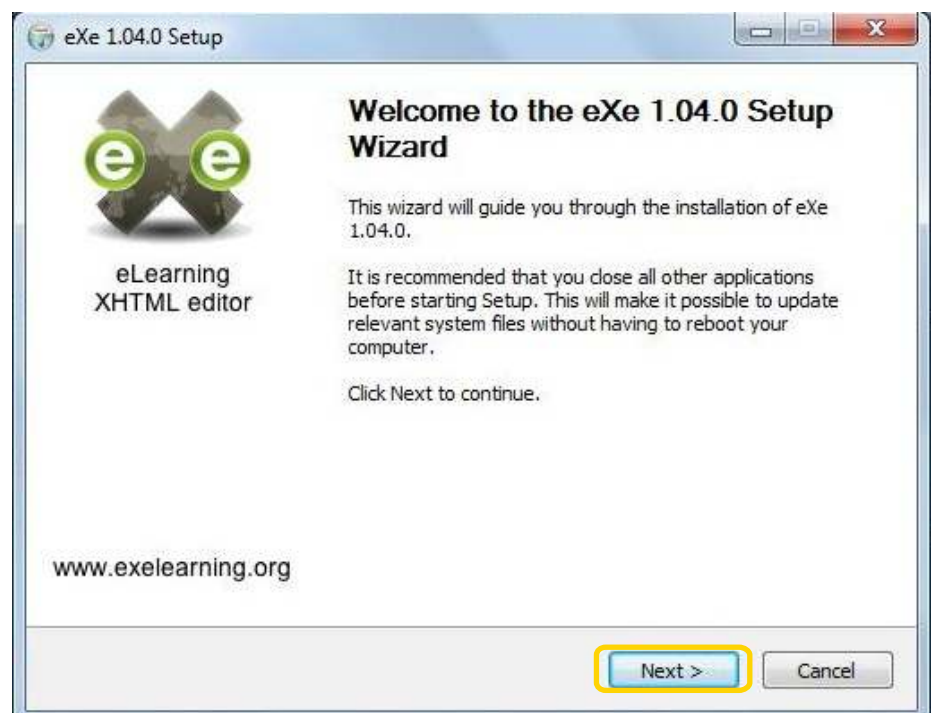 eXe 1.04.0 Setup
Welcome to the eXe 1.04.0 Setup
Wizard
This wizard will guide you through the installation of eXe
1.04.0.
e e
eLearning
XHTML editor
It is recommended that you close all other applications
before starting Setup. This will make it possible to update
relevant system files without having to reboot your
computer.
Click Next to continue.
www.exelearning.org
Next >
Cancel